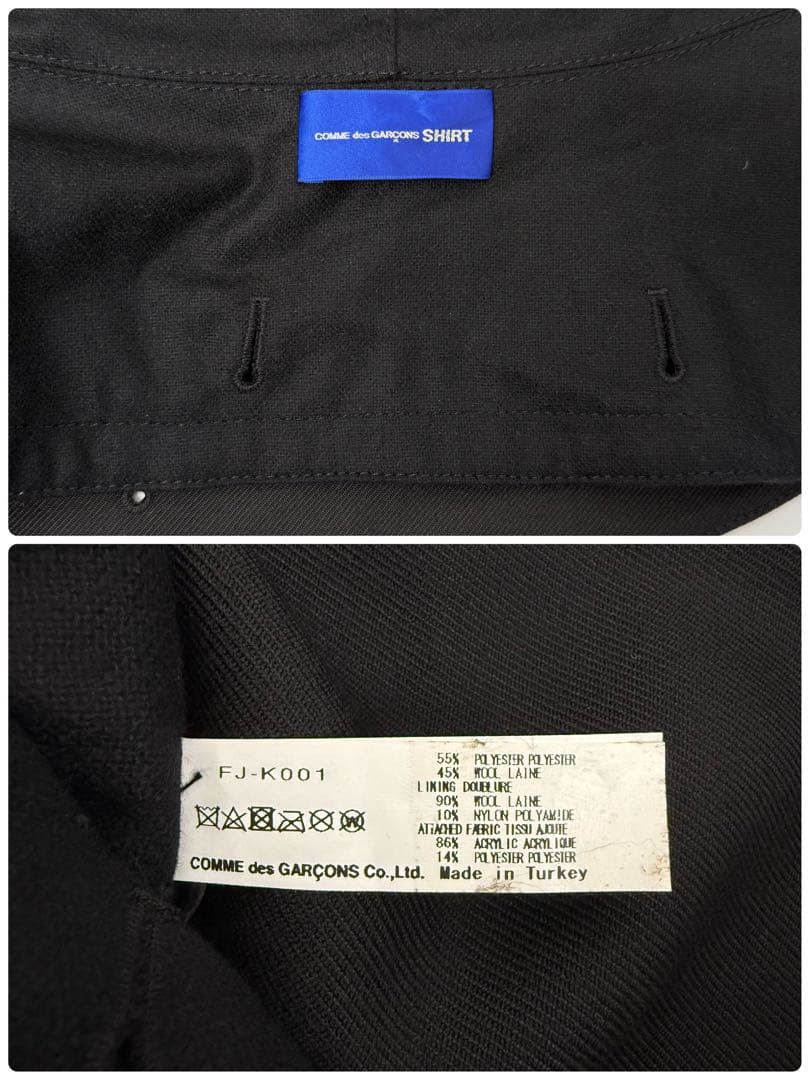 COMME des GARÇONS SHIRT
FJ-K001
COMME des GARÇONS Co.,Ltd.
55% POLYESTER POLYESTER
45% WOOL LAINE
LINING DOUBLURE
90% WOOL LAINE
10% NYLON POLYAMIDE
ATTACHED FABRIC TISSU AJOUTE
86% ACRYLIC ACRYLIQUE
14% POLYESTER POLYESTER
Made in Turkey